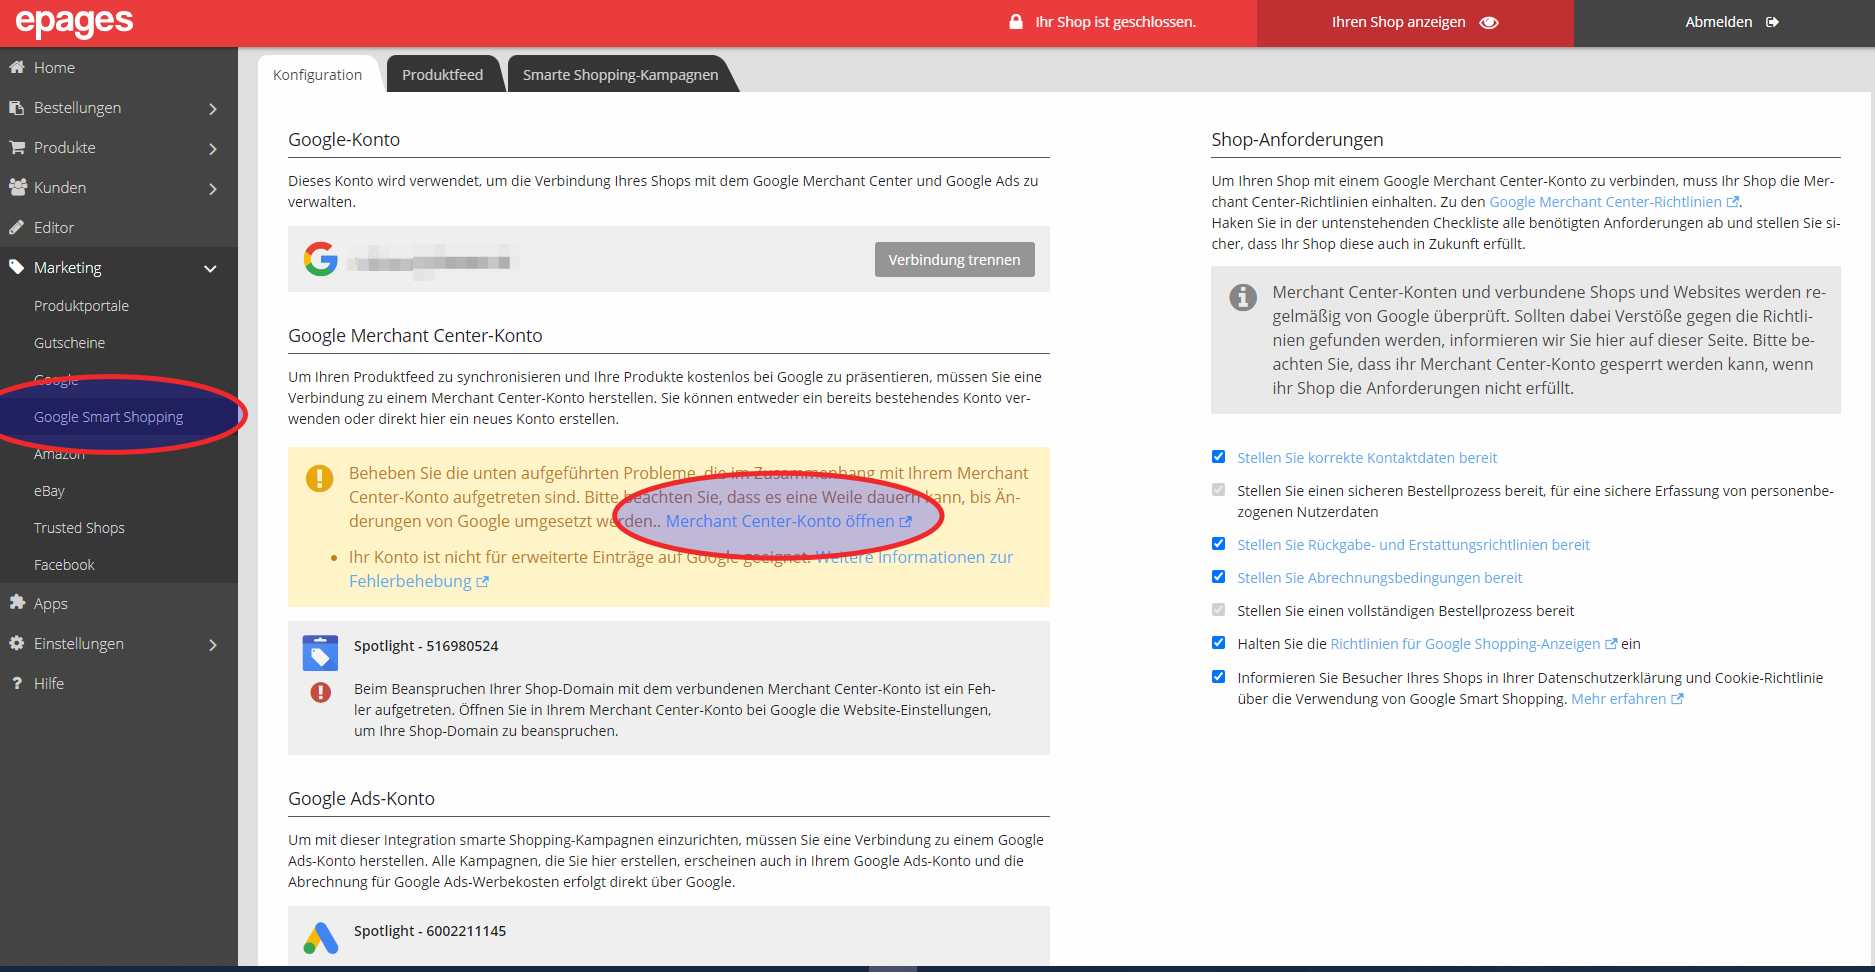 epages
Ihr Shop ist geschlossen.
Ihren Shop anzeigen
Abmelden
Home
Bestellungen
Produkte
Kunden
Editor
Marketing
Produktportale
Gutscheine
Google
Google Smart Shopping
Amazon
eBay
Trusted Shops
Facebook
Apps
Einstellungen
Hilfe
Konfiguration
Produktfeed
Smarte Shopping-Kampagnen
Google-Konto
Dieses Konto wird verwendet, um die Verbindung Ihres Shops mit dem Google Merchant Center und Google Ads zu
verwalten.
Verbindung trennen
Google Merchant Center-Konto
Um Ihren Produktfeed zu synchronisieren und Ihre Produkte kostenlos bei Google zu präsentieren, müssen Sie eine
Verbindung zu einem Merchant Center-Konto herstellen. Sie können entweder ein bereits bestehendes Konto ver-
wenden oder direkt hier ein neues Konto erstellen.
Beheben Sie die unten aufgeführten Probleme, die im Zusammenhang mit Ihrem Merchant
Center-Konto aufgetreten sind. Bitte beachten Sie, dass es eine Weile dauern kann, bis Än-
derungen von Google umgesetzt werden.. Merchant Center-Konto öffnen
• Ihr Konto ist nicht für erweiterte Einträge auf Google geeignet. Weitere Informationen zur
Fehlerbehebung
Spotlight - 516980524
Beim Beanspruchen Ihrer Shop-Domain mit dem verbundenen Merchant Center-Konto ist ein Feh-
ler aufgetreten. Öffnen Sie in Ihrem Merchant Center-Konto bei Google die Website-Einstellungen,
um Ihre Shop-Domain zu beanspruchen.
Google Ads-Konto
Um mit dieser Integration smarte Shopping-Kampagnen einzurichten, müssen Sie eine Verbindung zu einem Google
Ads-Konto herstellen. Alle Kampagnen, die Sie hier erstellen, erscheinen auch in Ihrem Google Ads-Konto und die
Abrechnung für Google Ads-Werbekosten erfolgt direkt über Google.
Spotlight - 6002211145
Shop-Anforderungen
Um Ihren Shop mit einem Google Merchant Center-Konto zu verbinden, muss Ihr Shop die Mer-
chant Center-Richtlinien einhalten. Zu den Google Merchant Center-Richtlinien.
Haken Sie in der untenstehenden Checkliste alle benötigten Anforderungen ab und stellen Sie si-
cher, dass Ihr Shop diese auch in Zukunft erfüllt.
Merchant Center-Konten und verbundene Shops und Websites werden re-
gelmäßig von Google überprüft. Sollten dabei Verstöße gegen die Richtli-
nien gefunden werden, informieren wir Sie hier auf dieser Seite. Bitte be-
achten Sie, dass ihr Merchant Center-Konto gesperrt werden kann, wenn
ihr Shop die Anforderungen nicht erfüllt.
Stellen Sie korrekte Kontaktdaten bereit
Stellen Sie einen sicheren Bestellprozess bereit, für eine sichere Erfassung von personenbe-
zogenen Nutzerdaten
Stellen Sie Rückgabe- und Erstattungsrichtlinien bereit
Stellen Sie Abrechnungsbedingungen bereit
Stellen Sie einen vollständigen Bestellprozess bereit
Halten Sie die Richtlinien für Google Shopping-Anzeigen ein
Informieren Sie Besucher Ihres Shops in Ihrer Datenschutzerklärung und Cookie-Richtlinie
über die Verwendung von Google Smart Shopping. Mehr erfahren